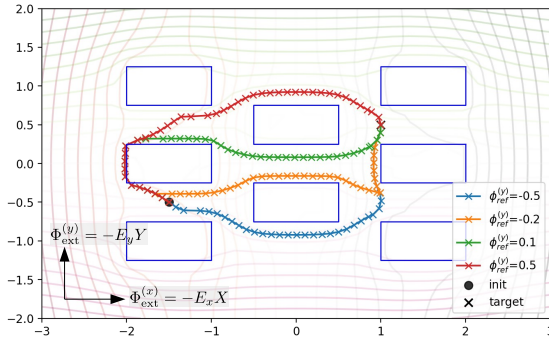 2.0
1.5
1.0
0.5
0.0
−0.5
−1.0
−1.5
−2.0
−3
−2
−1
0
1
2
3
Φ_ext^(y) = −E_y Y
Φ_ext^(x) = −E_x X
ϕ_ref^(y)=-0.5
ϕ_ref^(y)=-0.2
ϕ_ref^(y)=0.1
ϕ_ref^(y)=0.5
init
target